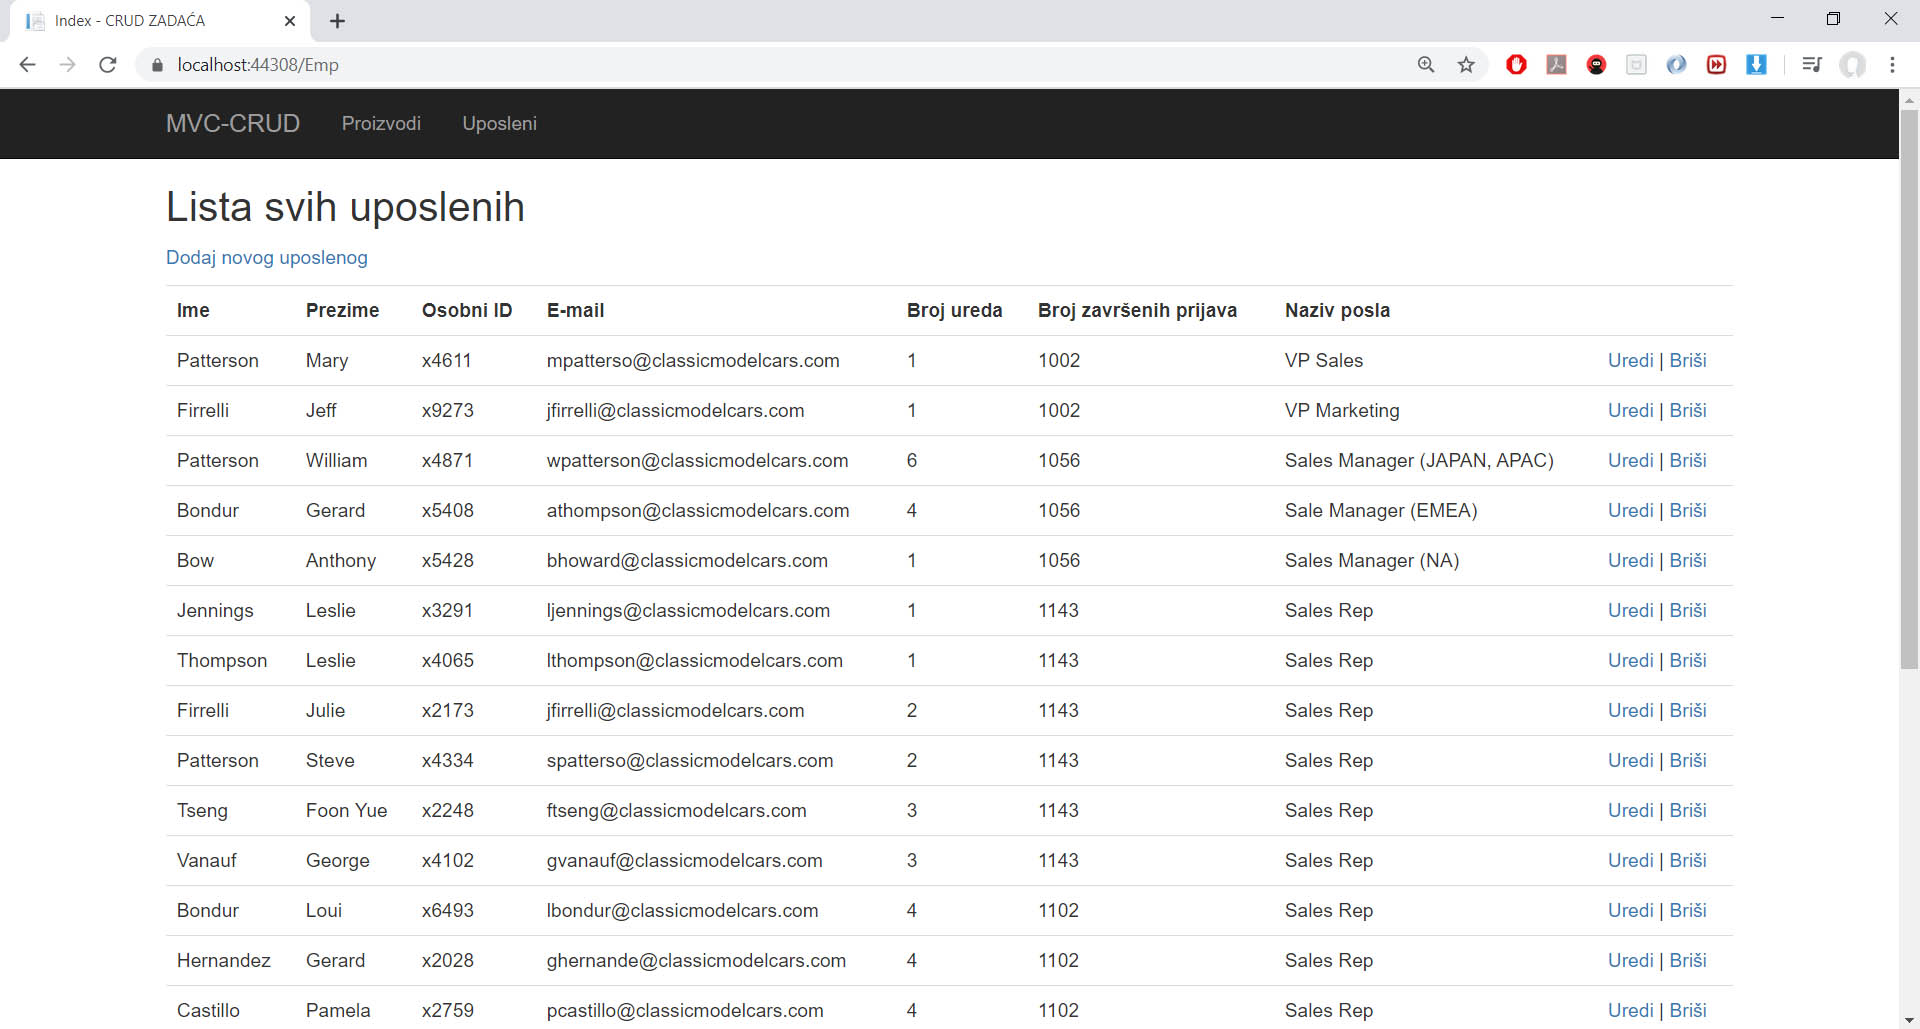 Index - CRUD ZADAĆA
localhost:44308/Emp
MVC-CRUD Proizvodi Uposleni
Lista svih uposlenih
Dodaj novog uposlenog
Ime Prezime Osobni ID E-mail Broj ureda Broj završenih prijava Naziv posla
Patterson Mary x4611 mpatterso@classicmodelcars.com 1 1002 VP Sales Uredi | Briši
Firrelli Jeff x9273 jfirrelli@classicmodelcars.com 1 1002 VP Marketing Uredi | Briši
Patterson William x4871 wpatterson@classicmodelcars.com 6 1056 Sales Manager (JAPAN, APAC) Uredi | Briši
Bondur Gerard x5408 athompson@classicmodelcars.com 4 1056 Sale Manager (EMEA) Uredi | Briši
Bow Anthony x5428 bhoward@classicmodelcars.com 1 1056 Sales Manager (NA) Uredi | Briši
Jennings Leslie x3291 ljennings@classicmodelcars.com 1 1143 Sales Rep Uredi | Briši
Thompson Leslie x4065 lthompson@classicmodelcars.com 1 1143 Sales Rep Uredi | Briši
Firrelli Julie x2173 jfirrelli@classicmodelcars.com 2 1143 Sales Rep Uredi | Briši
Patterson Steve x4334 spatterso@classicmodelcars.com 2 1143 Sales Rep Uredi | Briši
Tseng Foon Yue x2248 ftseng@classicmodelcars.com 3 1143 Sales Rep Uredi | Briši
Vanauf George x4102 gvanauf@classicmodelcars.com 3 1143 Sales Rep Uredi | Briši
Bondur Loui x6493 lbondur@classicmodelcars.com 4 1102 Sales Rep Uredi | Briši
Hernandez Gerard x2028 ghernande@classicmodelcars.com 4 1102 Sales Rep Uredi | Briši
Castillo Pamela x2759 pcastillo@classicmodelcars.com 4 1102 Sales Rep Uredi | Briši